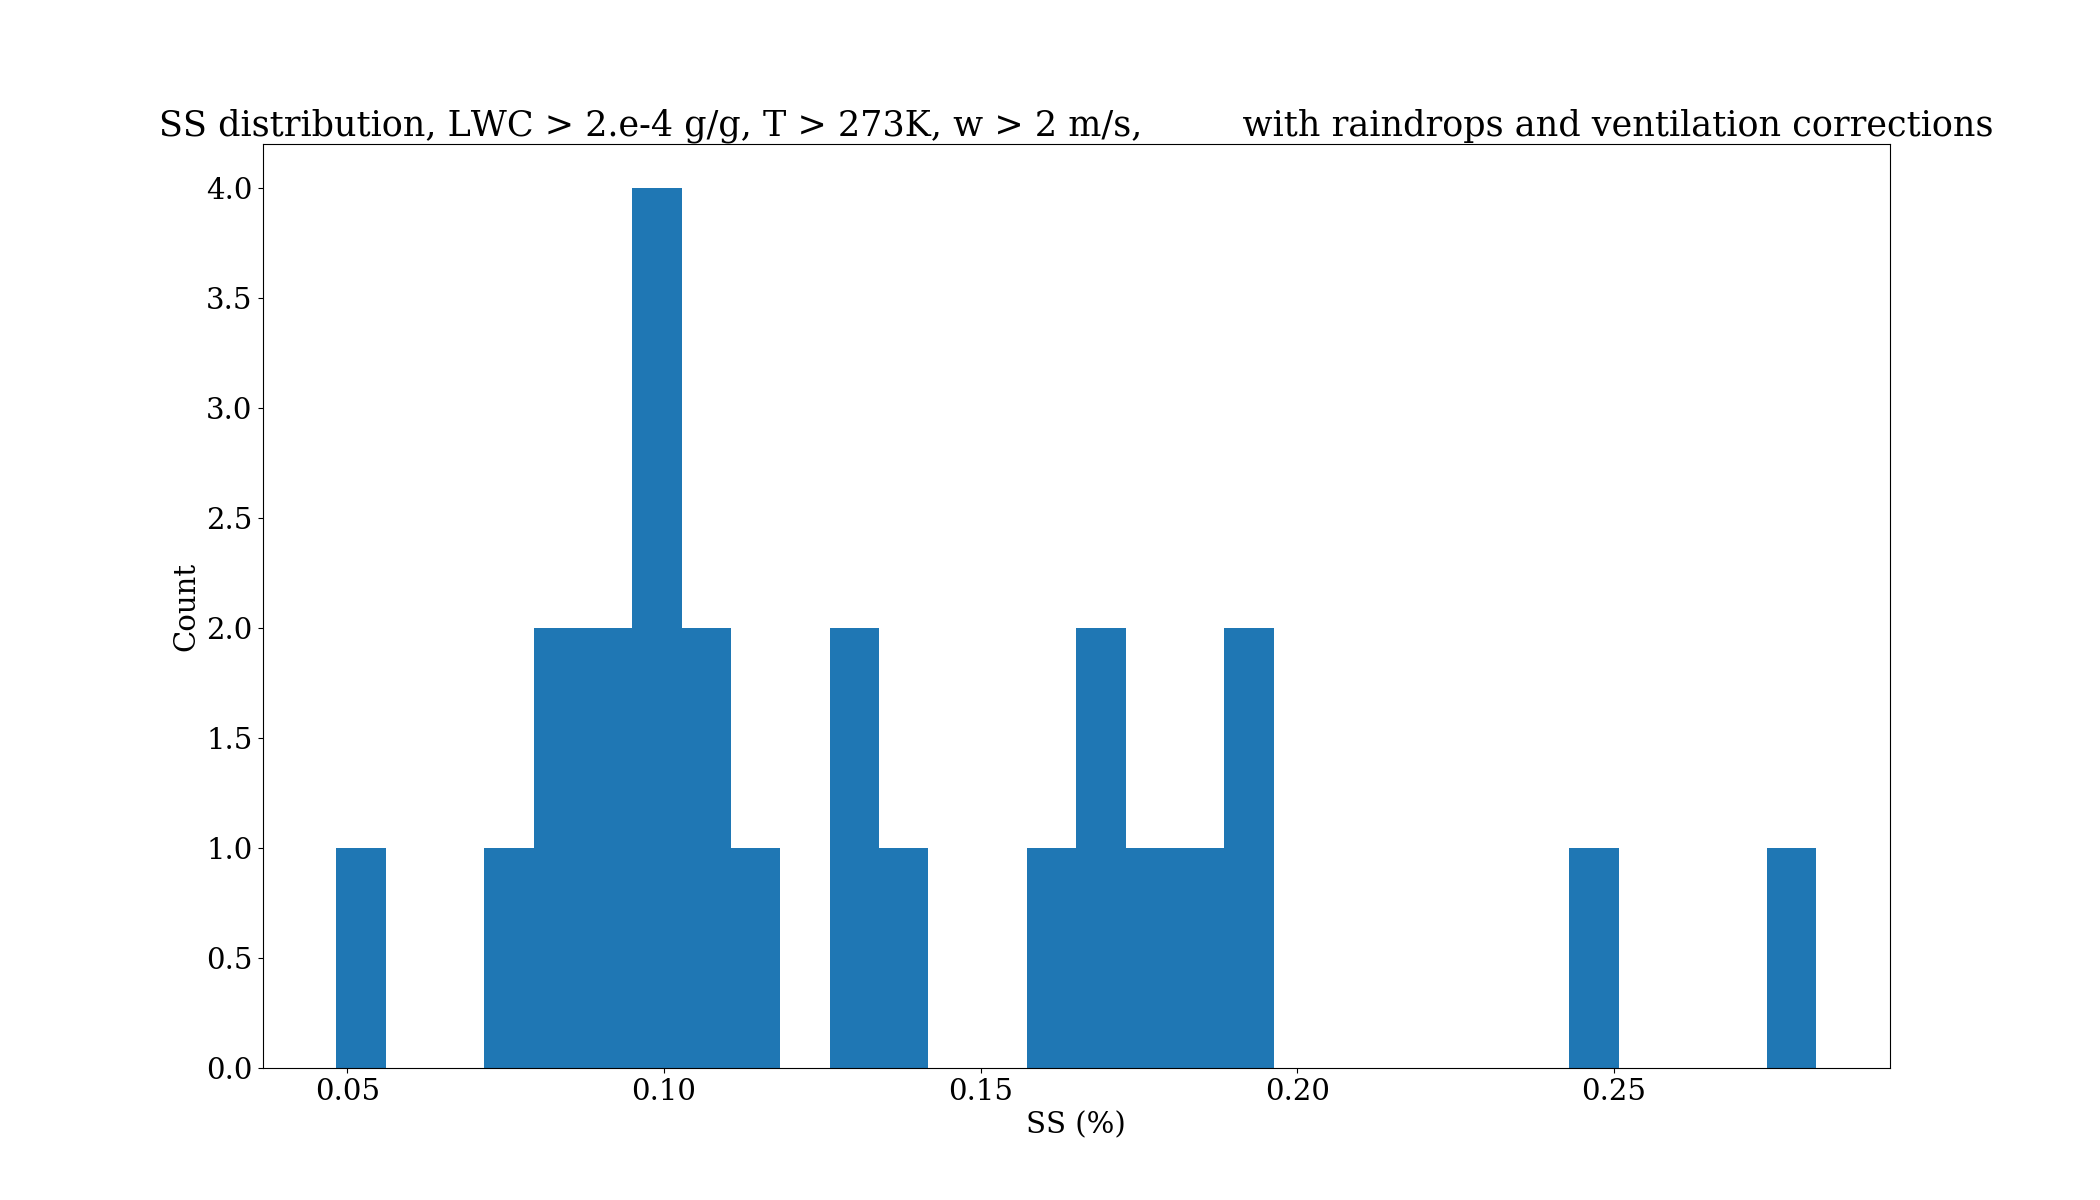 SS distribution, LWC > 2.e-4 g/g, T > 273K, w > 2 m/s, with raindrops and ventilation corrections
4.0
3.5
3.0
2.5
2.0
1.5
1.0
0.5
0.0
Count
0.05 0.10 0.15 0.20 0.25
SS (%)